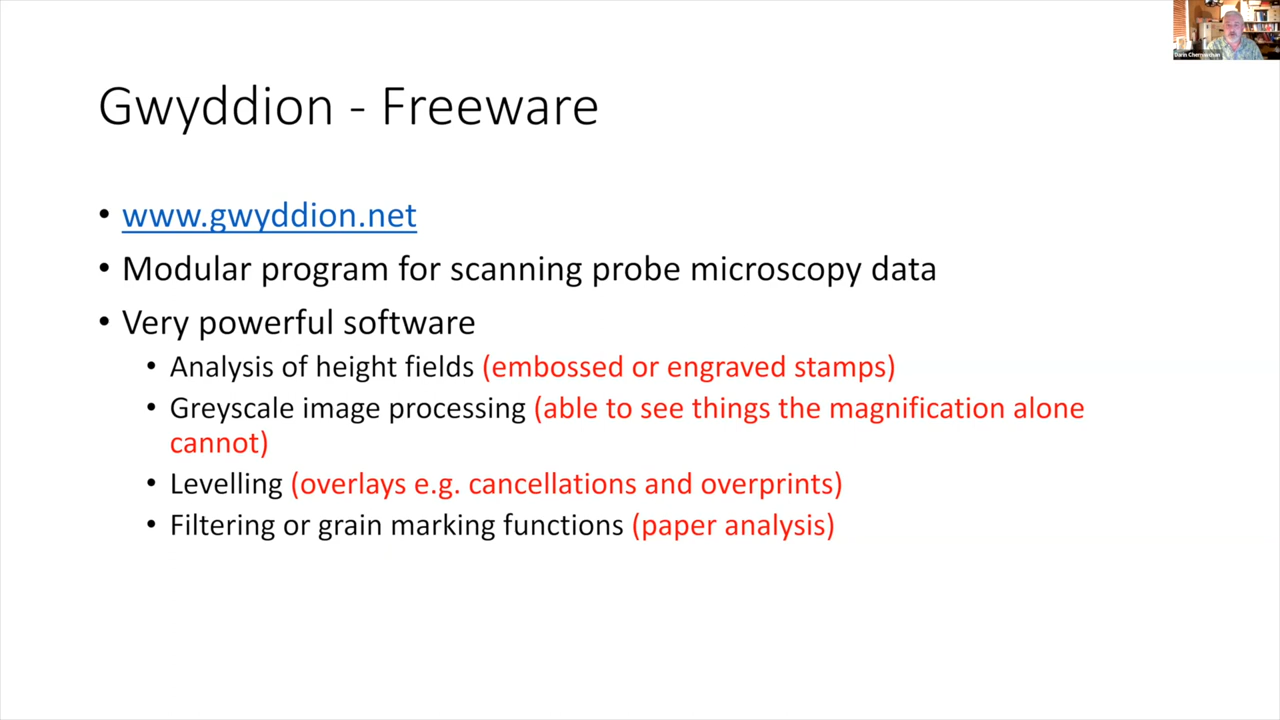 Gwyddion - Freeware
• www.gwyddion.net
• Modular program for scanning probe microscopy data
• Very powerful software
• Analysis of height fields (embossed or engraved stamps)
• Greyscale image processing (able to see things the magnification alone
cannot)
• Levelling (overlays e.g. cancellations and overprints)
• Filtering or grain marking functions (paper analysis)